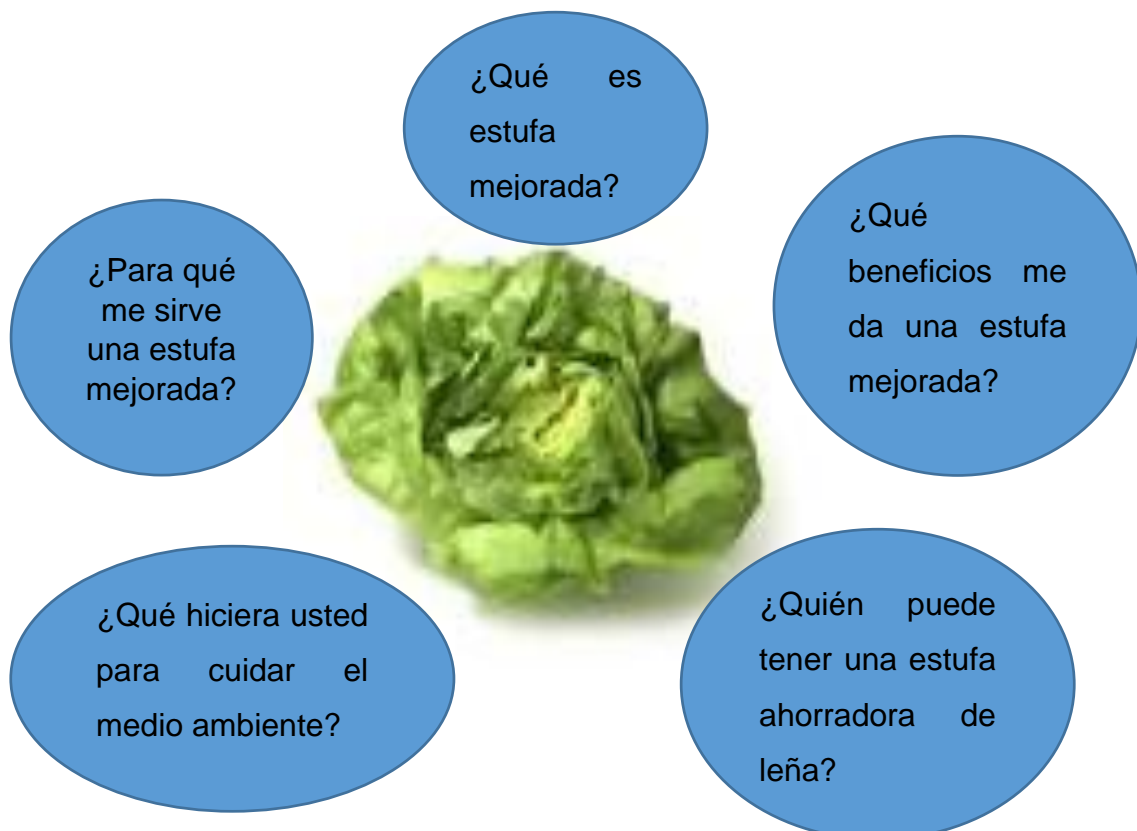 ¿Qué es
estufa
mejorada?
¿Qué
beneficios me
da una estufa
mejorada?
¿Para qué
me sirve
una estufa
mejorada?
¿Qué hiciera usted
para cuidar el
medio ambiente?
¿Quién puede
tener una estufa
ahorradora de
leña?